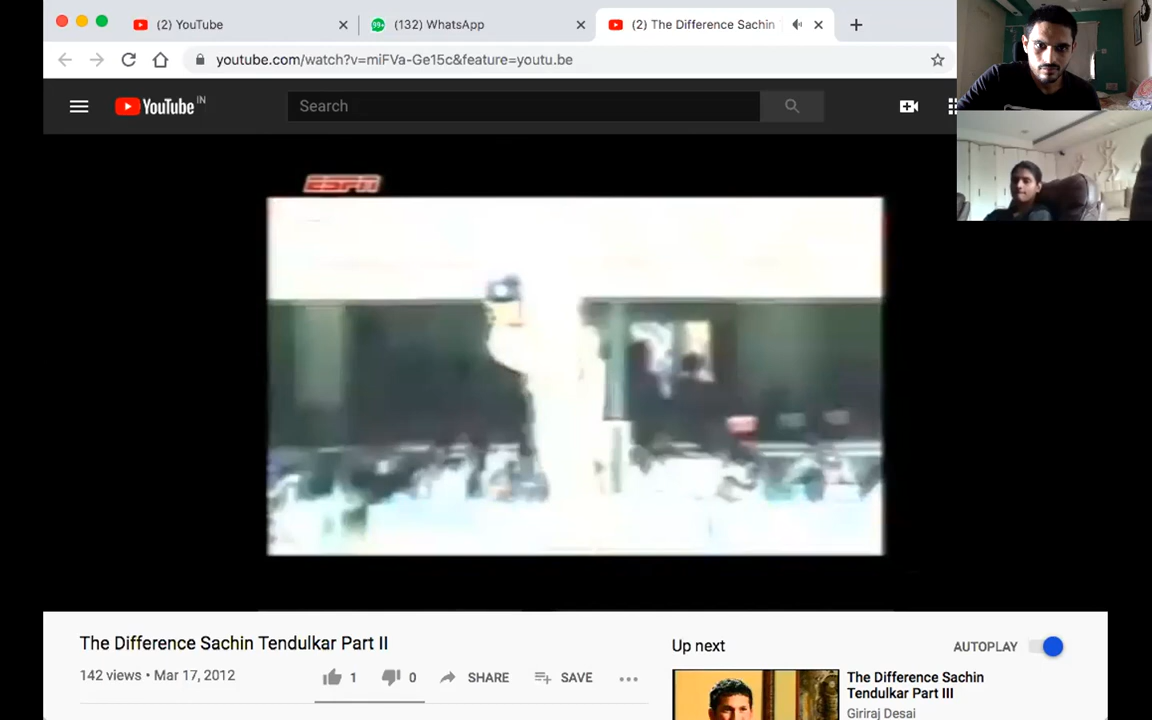 (2) YouTube
99+
(132) WhatsApp
(2) The Difference Sachin
youtube.com/watch?v=miFVa-Ge15c&feature=youtu.be
YouTube IN
Search
ESPN
The Difference Sachin Tendulkar Part II
142 views • Mar 17, 2012
1
0
SHARE
SAVE
Up next
AUTOPLAY
The Difference Sachin
Tendulkar Part III
Giriraj Desai